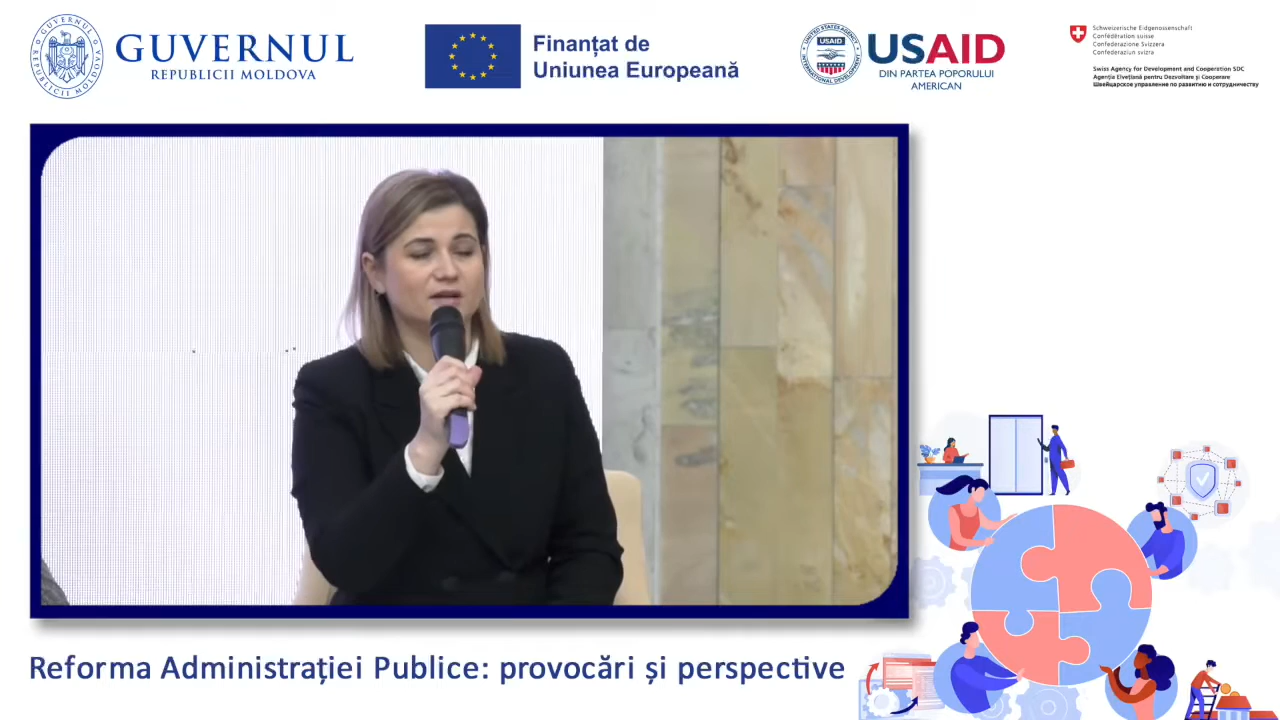 GUVERNUL
REPUBLICII MOLDOVA
Finanțat de
Uniunea Europeană
USAID
USAID
DIN PARTEA POPORULUI
AMERICAN
Schweizerische Eidgenossenschaft
Confédération suisse
Confederazione Svizzera
Confederaziun svizra
Swiss Agency for Development and Cooperation SDC
Agenția Elvețiană pentru Dezvoltare și Cooperare
Швейцарское управление по развитию и сотрудничеству
Reforma Administrației Publice: provocări și perspective